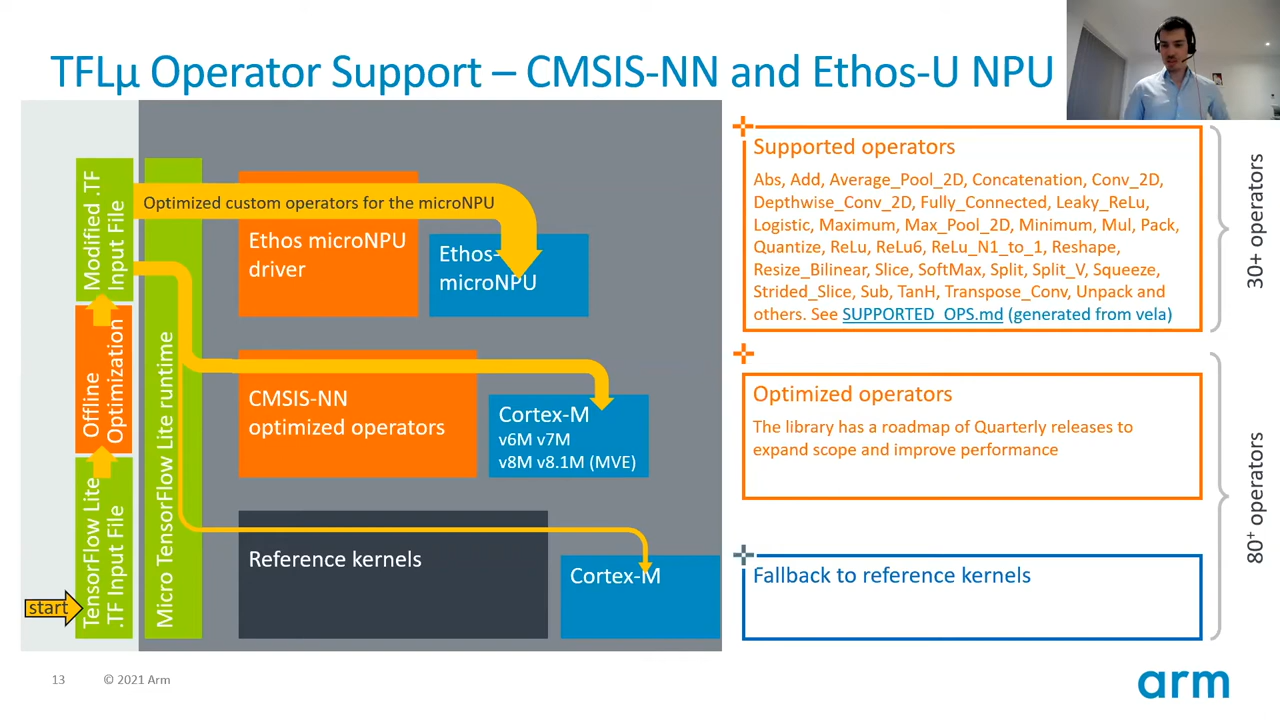 TFLµ Operator Support – CMSIS-NN and Ethos-U NPU
start
TensorFlow Lite
.TF Input File
Offline
Optimization
Modified .TF
Input File
Micro TensorFlow Lite runtime
Optimized custom operators for the microNPU
Ethos microNPU
driver
Ethos-
microNPU
CMSIS-NN
optimized operators
Cortex-M
v6M v7M
v8M v8.1M (MVE)
Reference kernels
Cortex-M
Supported operators
Abs, Add, Average_Pool_2D, Concatenation, Conv_2D,
Depthwise_Conv_2D, Fully_Connected, Leaky_ReLu,
Logistic, Maximum, Max_Pool_2D, Minimum, Mul, Pack,
Quantize, ReLu, ReLu6, ReLu_N1_to_1, Reshape,
Resize_Bilinear, Slice, SoftMax, Split, Split_V, Squeeze,
Strided_Slice, Sub, TanH, Transpose_Conv, Unpack and
others. See SUPPORTED_OPS.md (generated from vela)
30+ operators
Optimized operators
The library has a roadmap of Quarterly releases to
expand scope and improve performance
Fallback to reference kernels
80+ operators
13
© 2021 Arm
arm